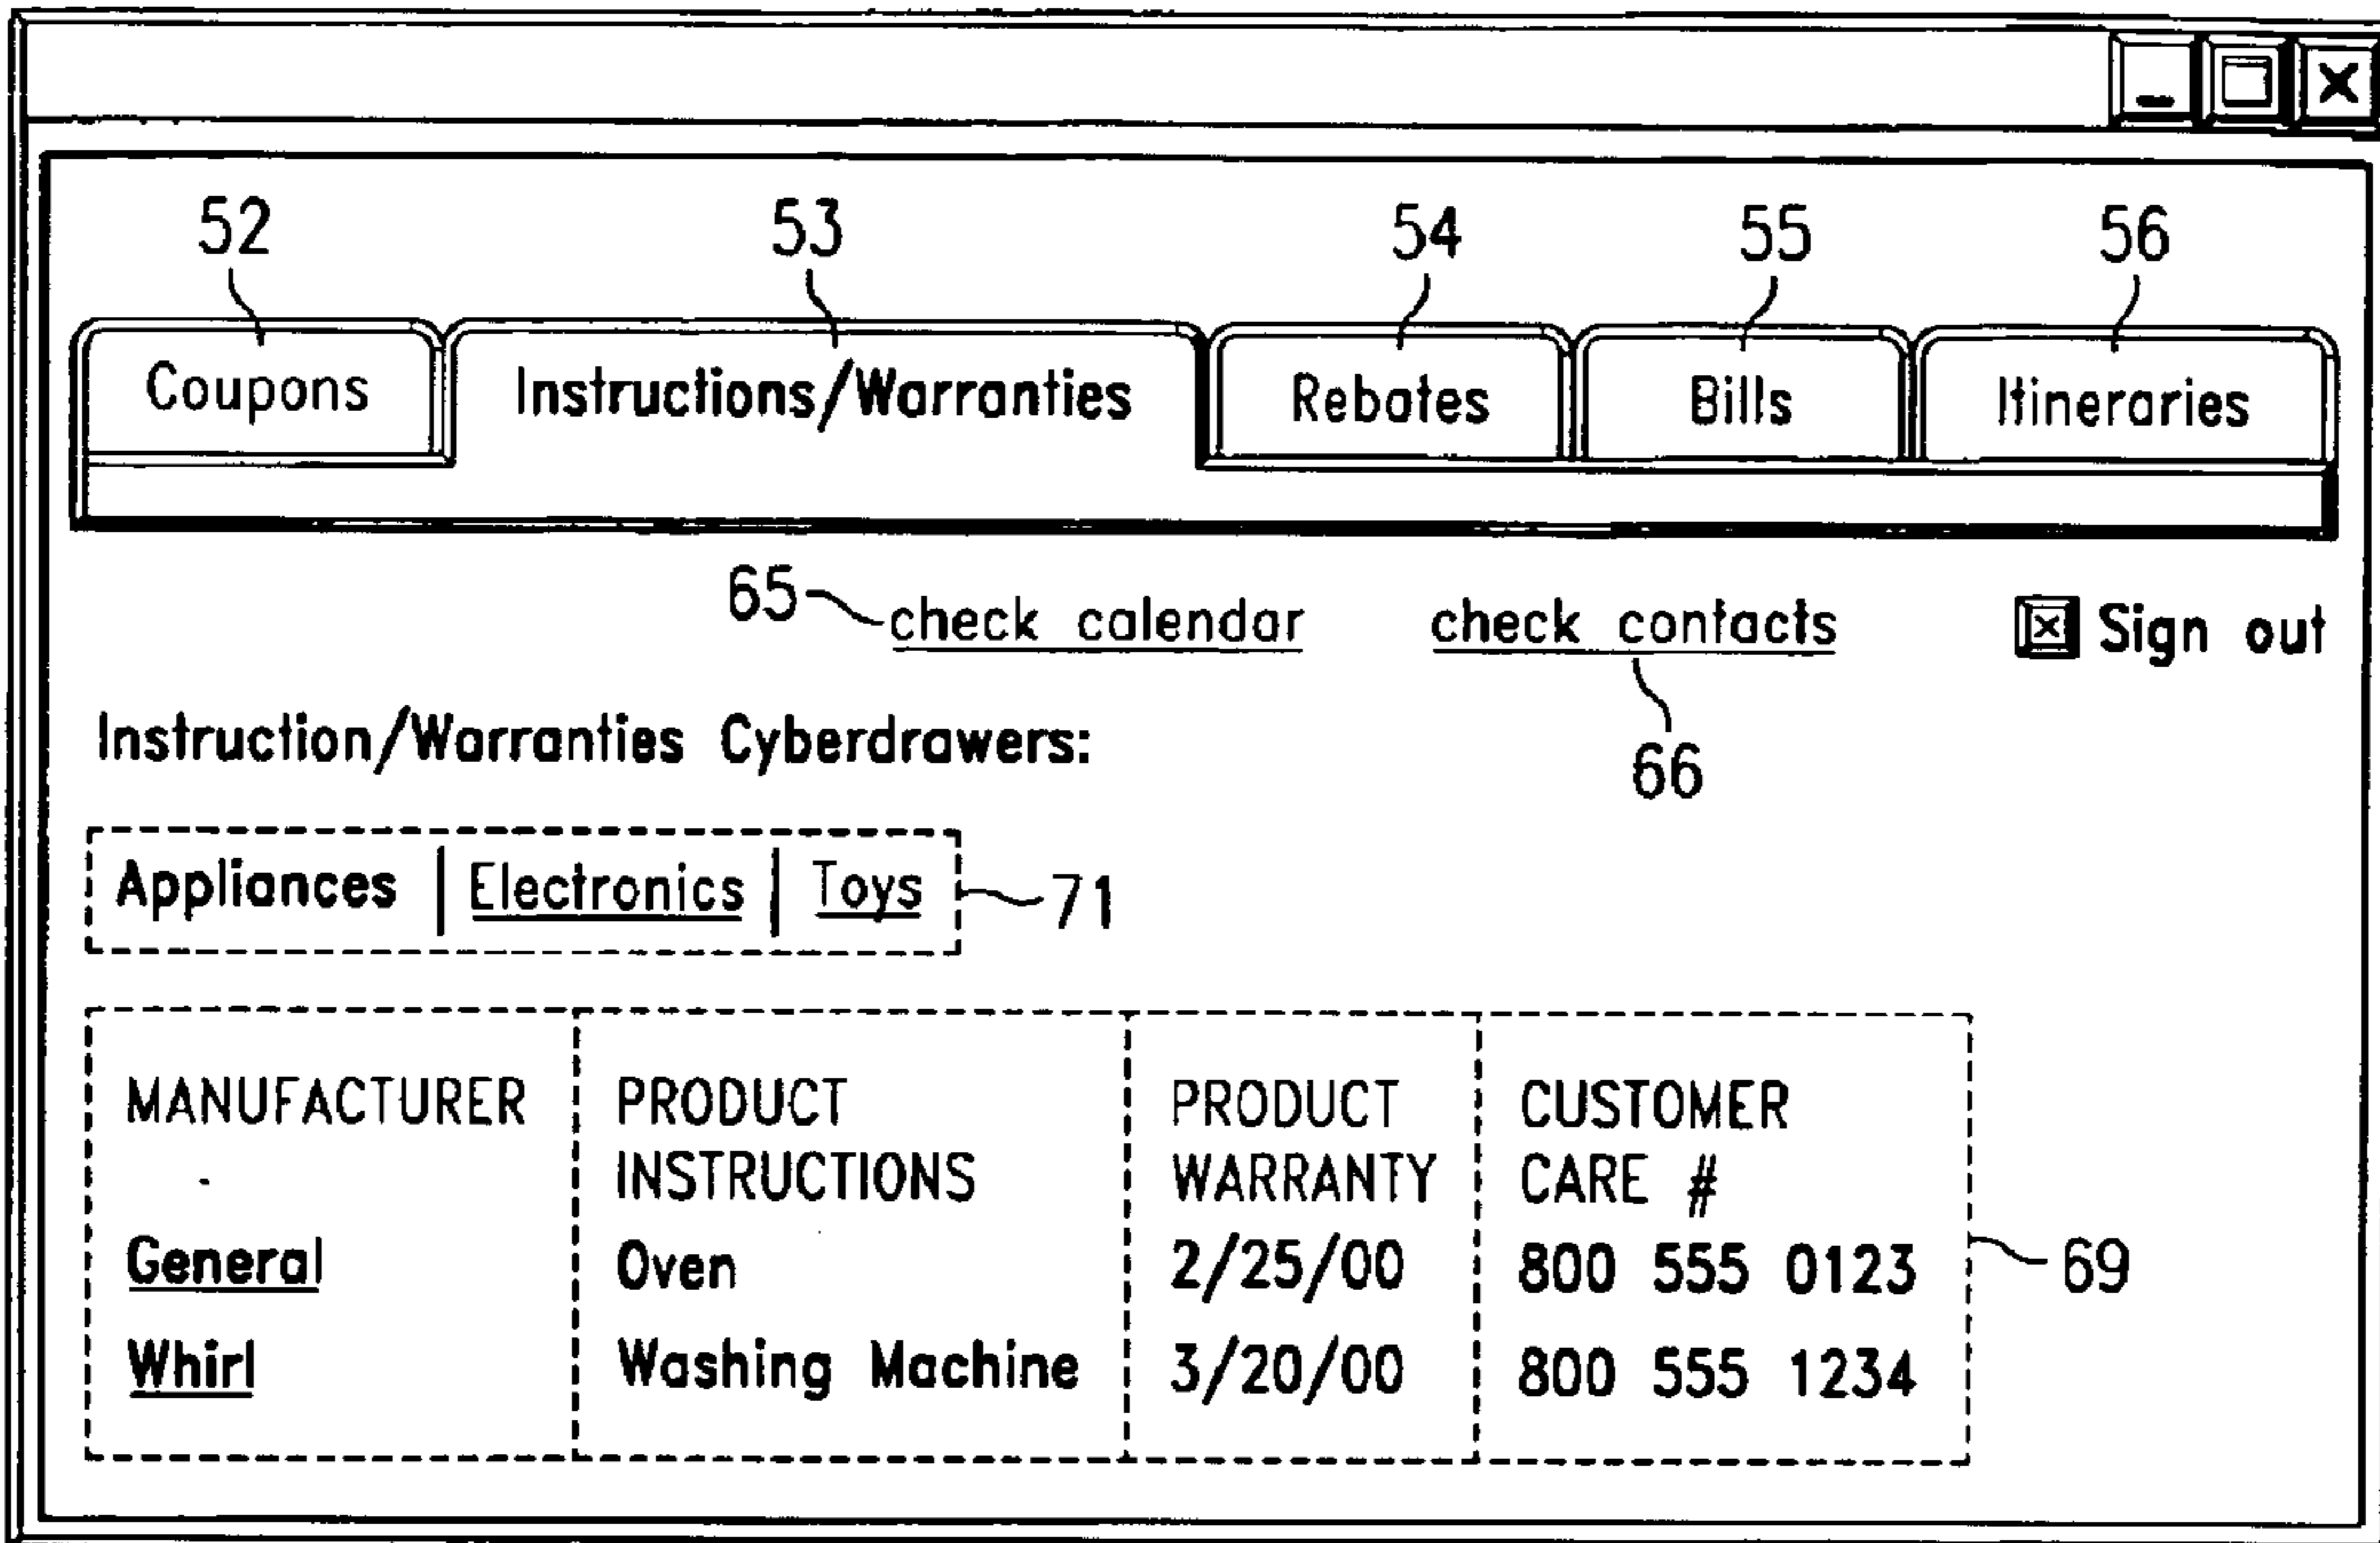 52 53 54 55 56
Coupons Instructions/Warranties Rebates Bills Itineraries
65 check calendar check contacts Sign out
66
Instruction/Warranties Cyberdrawers:
Appliances | Electronics | Toys 71
MANUFACTURER PRODUCT PRODUCT CUSTOMER
INSTRUCTIONS WARRANTY CARE #
General Oven 2/25/00 800 555 0123 69
Whirl Washing Machine 3/20/00 800 555 1234